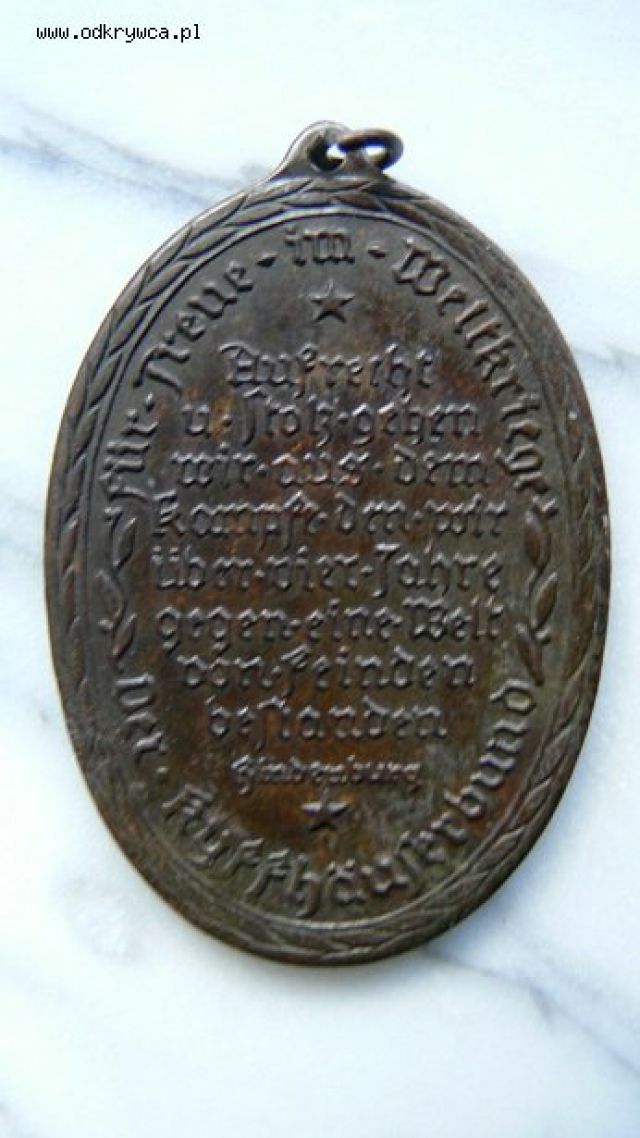 www.odkrywca.pl
Für · Treue - im - Weltkriege
Aufrecht
u · Stolz · gehen
wir · aus · dem
Kampfe · den · wir
über · vier · Jahre
gegen · eine · Welt
von · Feinden
bestanden
Hindenburg
Der · Kyffhäuserbund